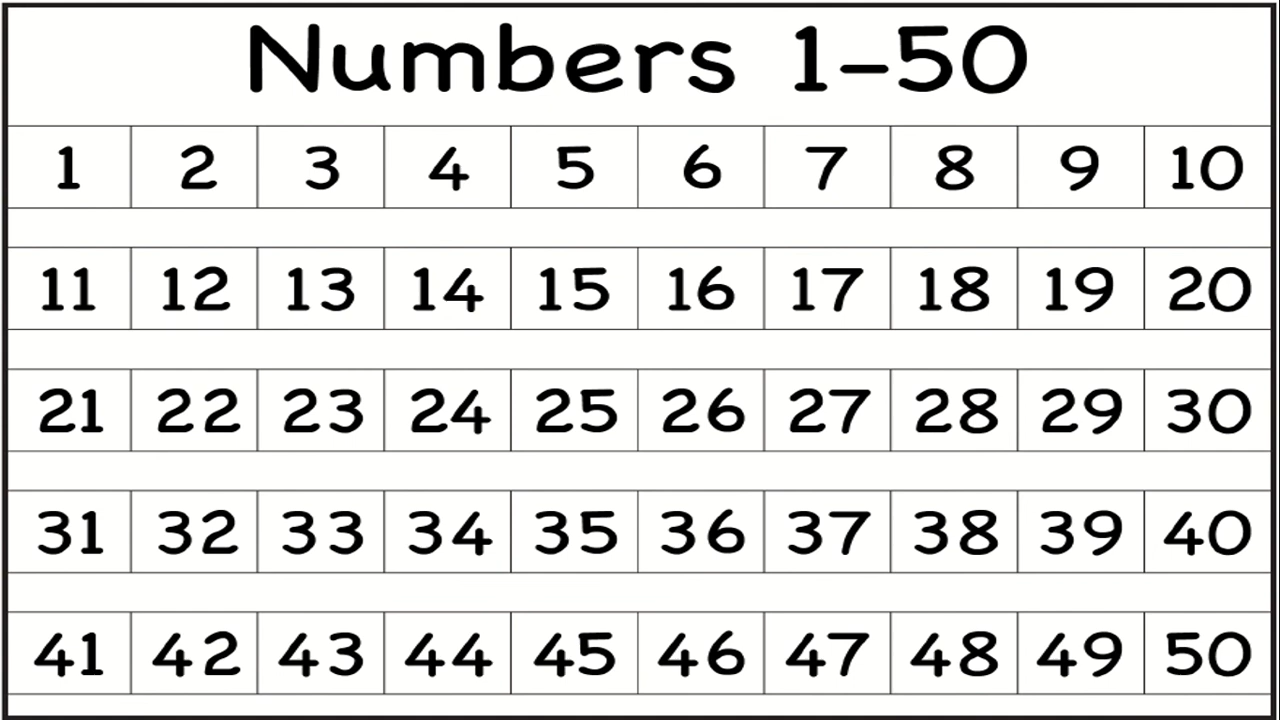 Numbers 1-50
1 2 3 4 5 6 7 8 9 10
11 12 13 14 15 16 17 18 19 20
21 22 23 24 25 26 27 28 29 30
31 32 33 34 35 36 37 38 39 40
41 42 43 44 45 46 47 48 49 50